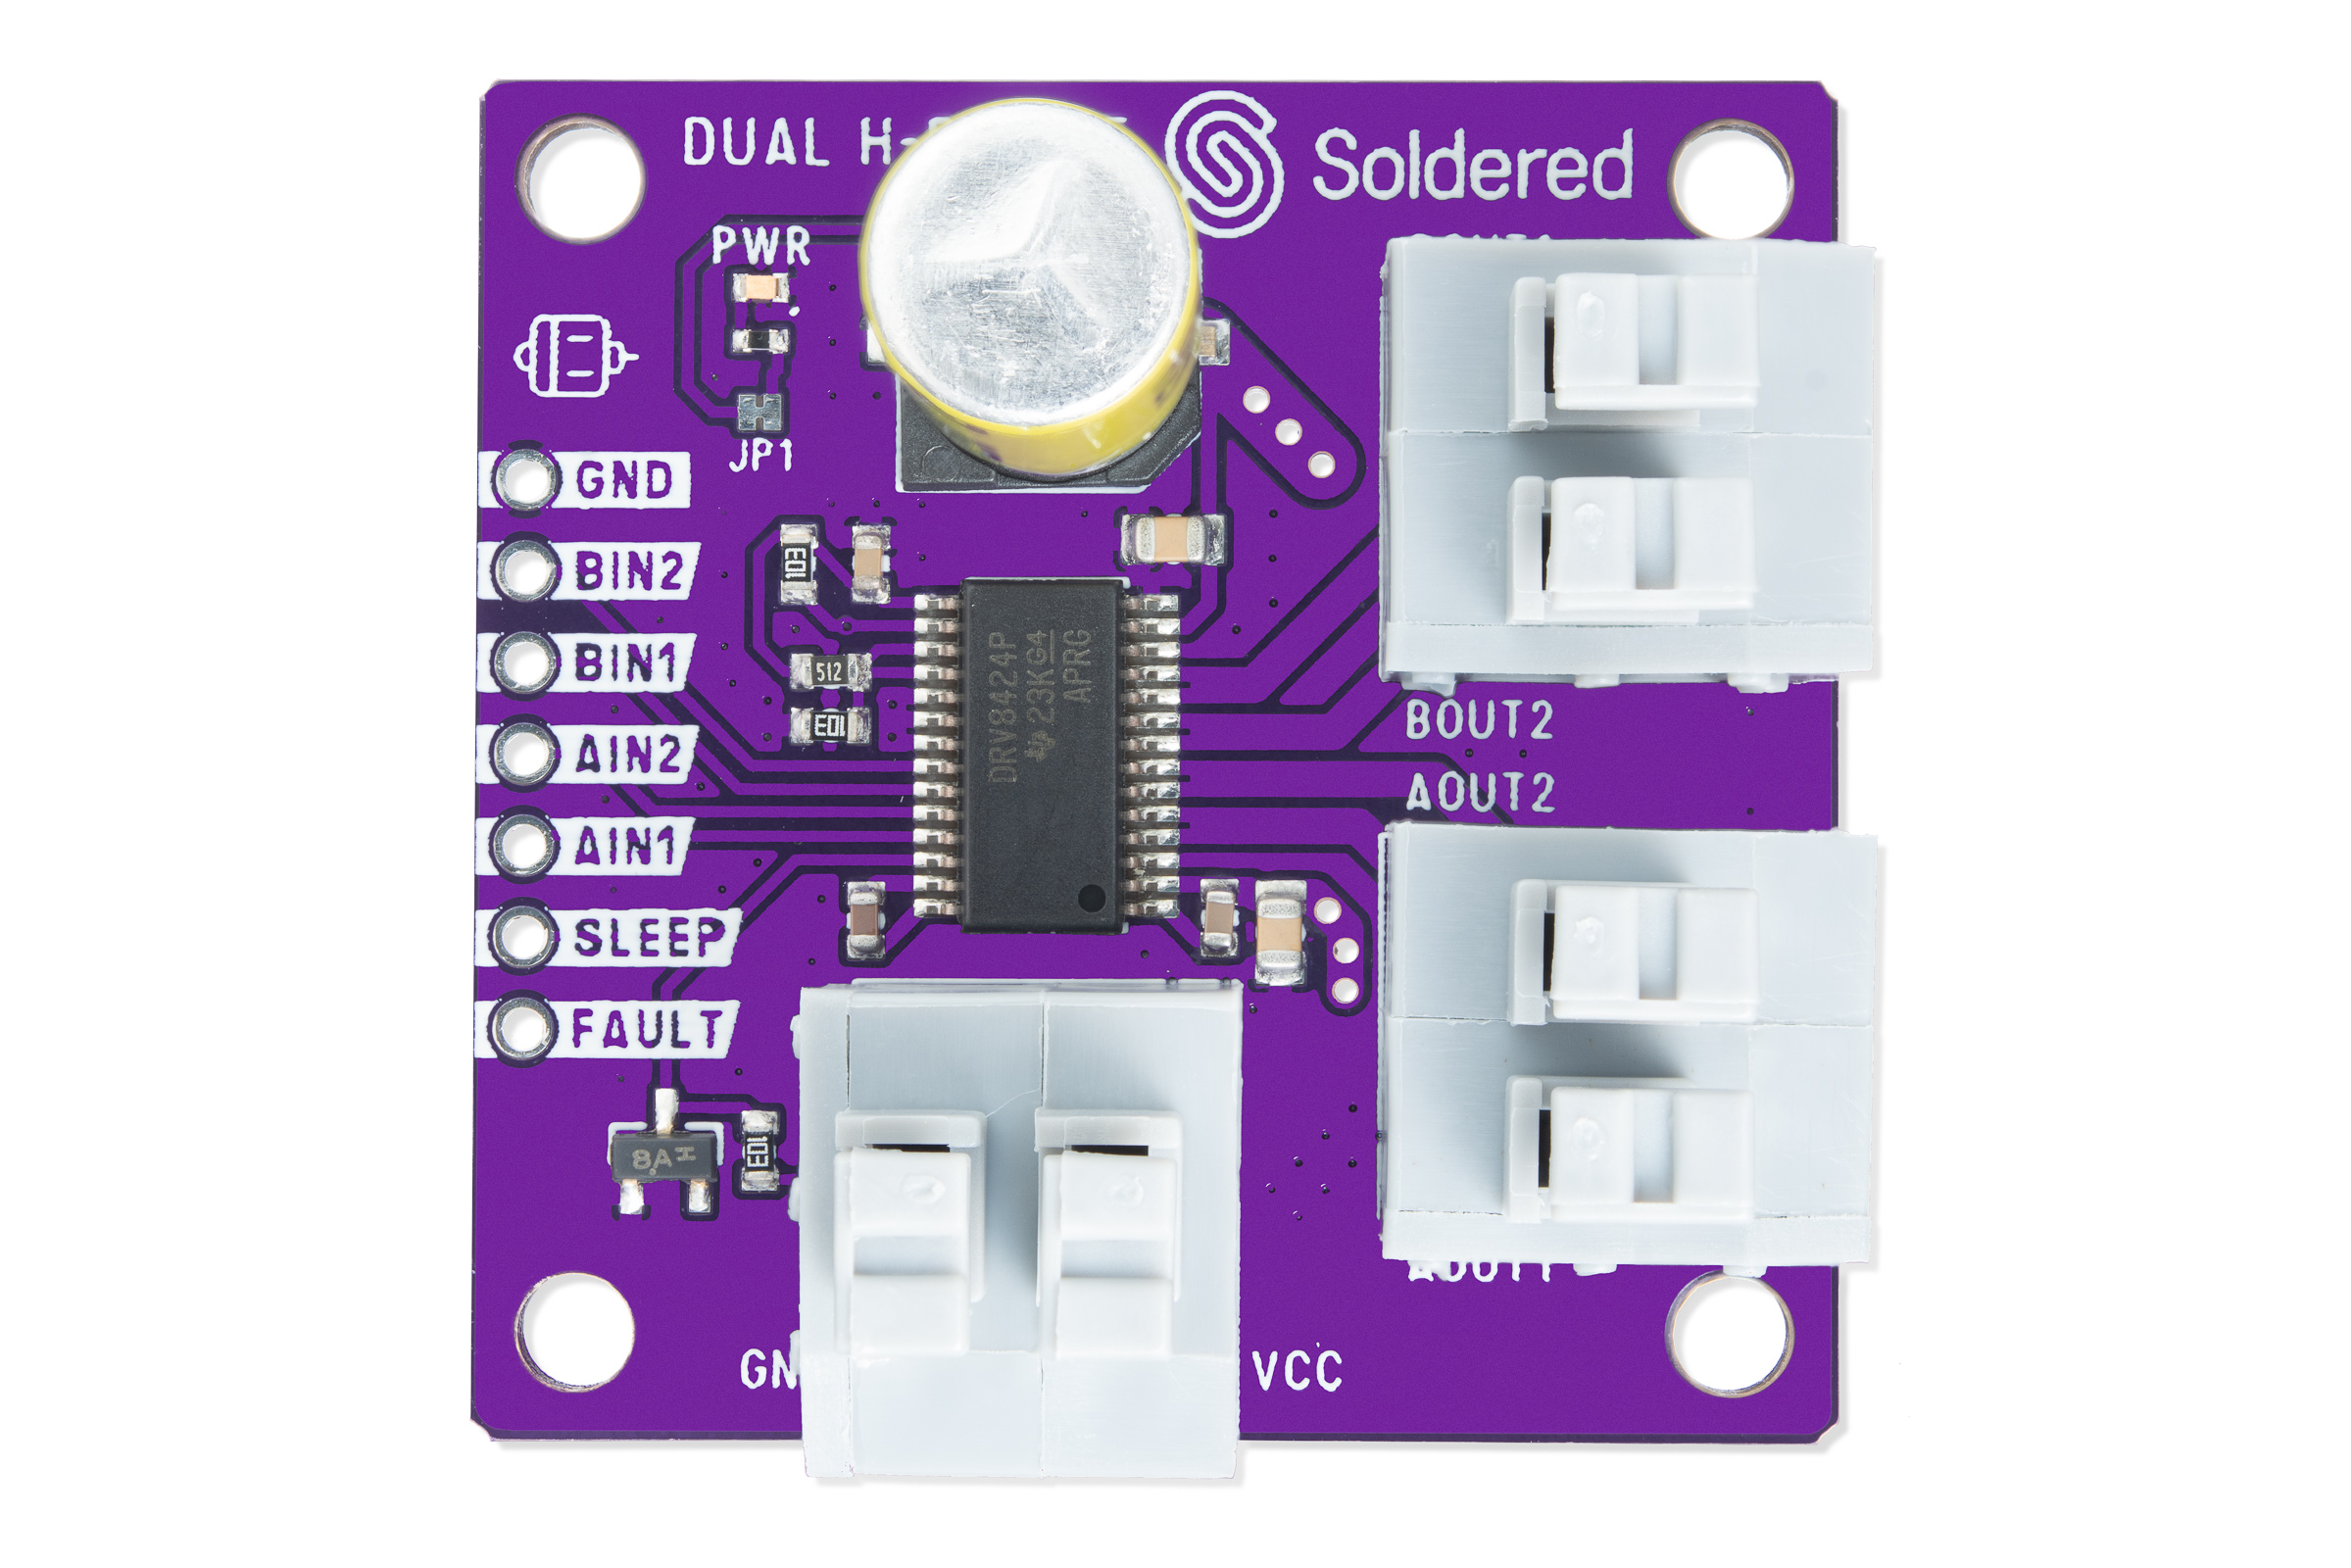 DUAL H-
Soldered
PWR
JP1
GND
BIN2
BIN1
AIN2
AIN1
SLEEP
FAULT
103
512
103
DRV8424P
23KG4
APRG
BOUT2
AOUT2
8A
103
VCC